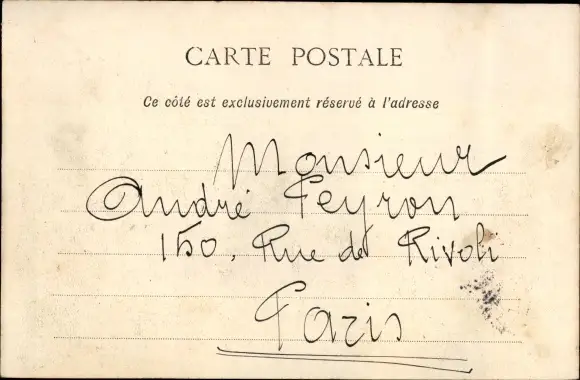 CARTE POSTALE
Ce côté est exclusivement réservé à l'adresse
Monsieur
André Peyron
150, Rue de Rivoli
Paris